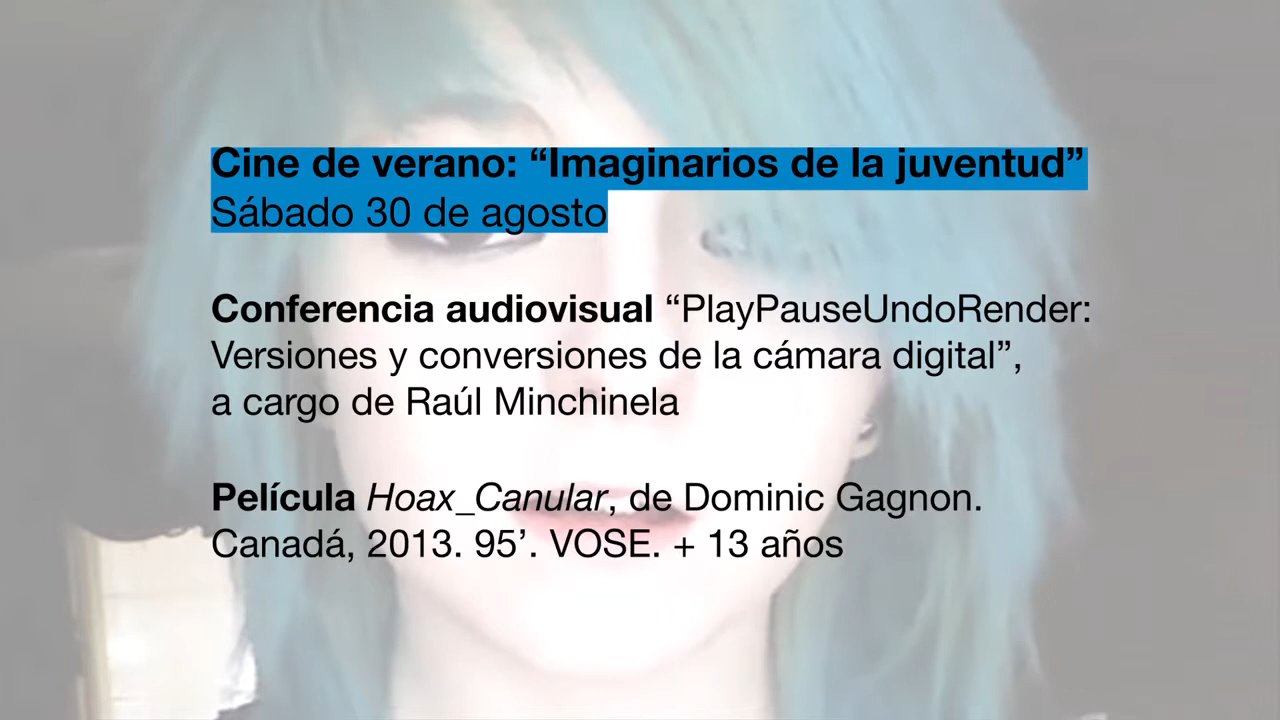 Cine de verano: “Imaginarios de la juventud”
Sábado 30 de agosto
Conferencia audiovisual “PlayPauseUndoRender:
Versiones y conversiones de la cámara digital”,
a cargo de Raúl Minchinela
Película Hoax_Canular, de Dominic Gagnon.
Canadá, 2013. 95’. VOSE. + 13 años